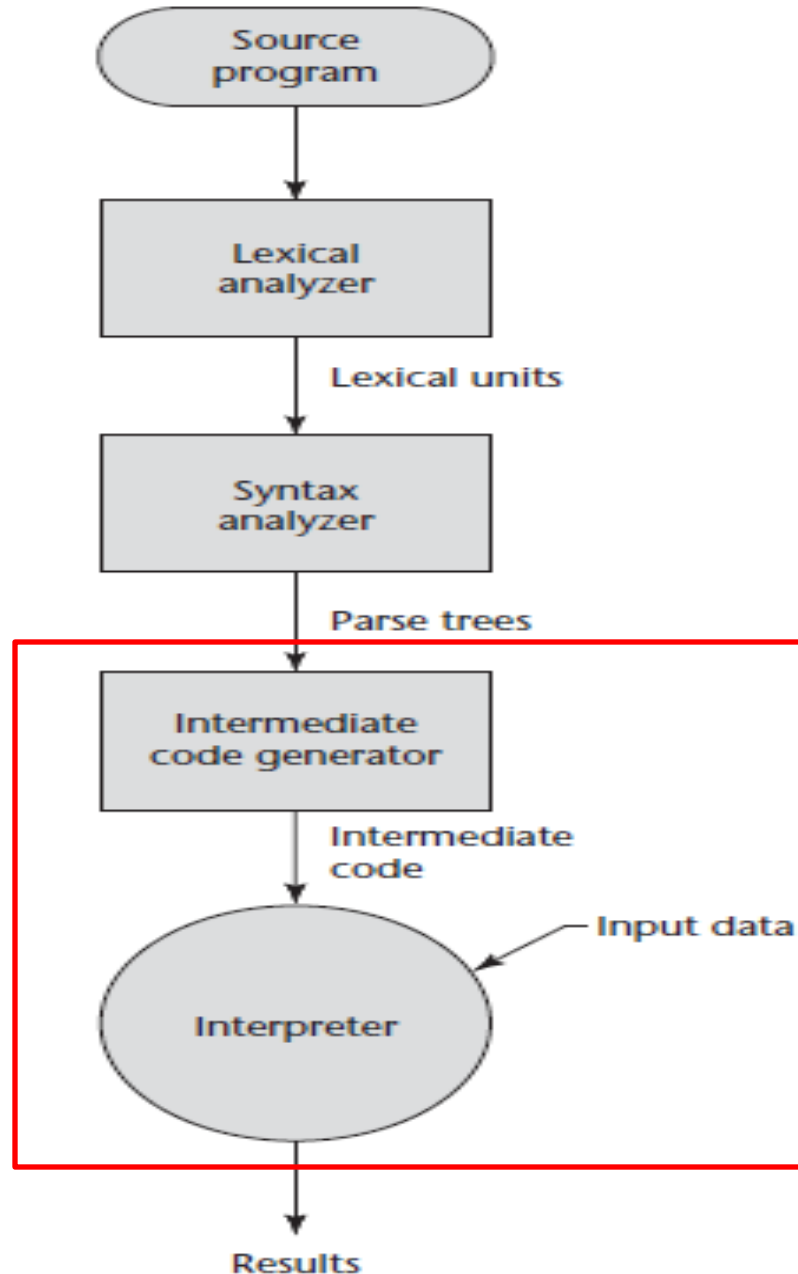 Source
program
Lexical
analyzer
Lexical units
Syntax
analyzer
Parse trees
Intermediate
code generator
Intermediate
code
Input data
Interpreter
Results